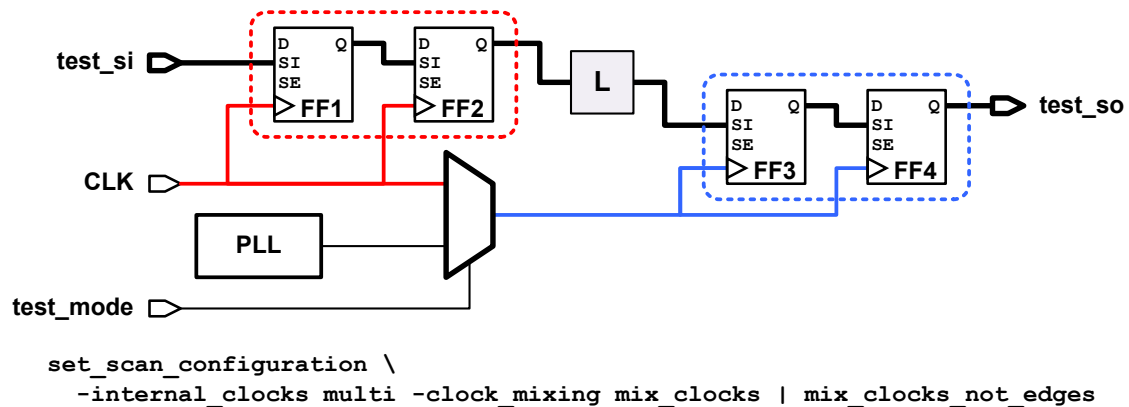 D Q
SI
SE
FF1
D Q
SI
SE
FF2
test_si
L
D Q
SI
SE
FF3
D Q
SI
SE
FF4
test_so
CLK
PLL
test_mode
set_scan_configuration \
-internal_clocks multi -clock_mixing mix_clocks | mix_clocks_not_edges